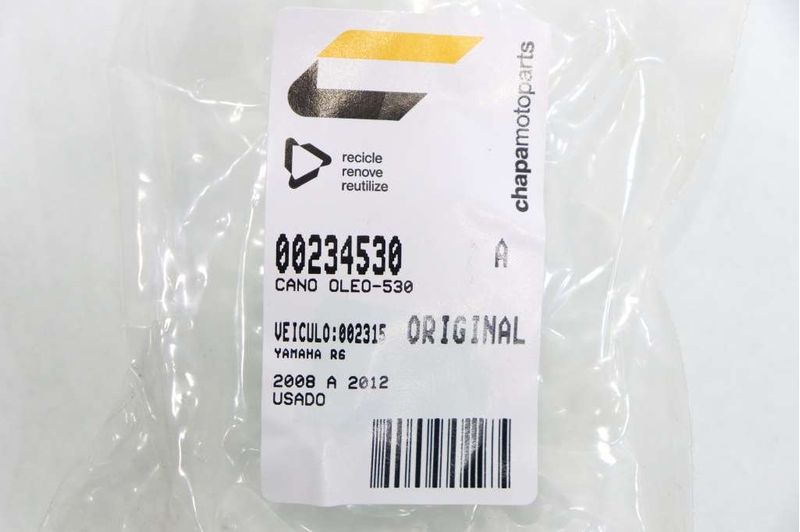 chapamotoparts
recicle
renove
reutilize
00234530 A
CANO OLEO-530
VEICULO:002315 ORIGINAL
YAMAHA R6
2008 A 2012
USADO